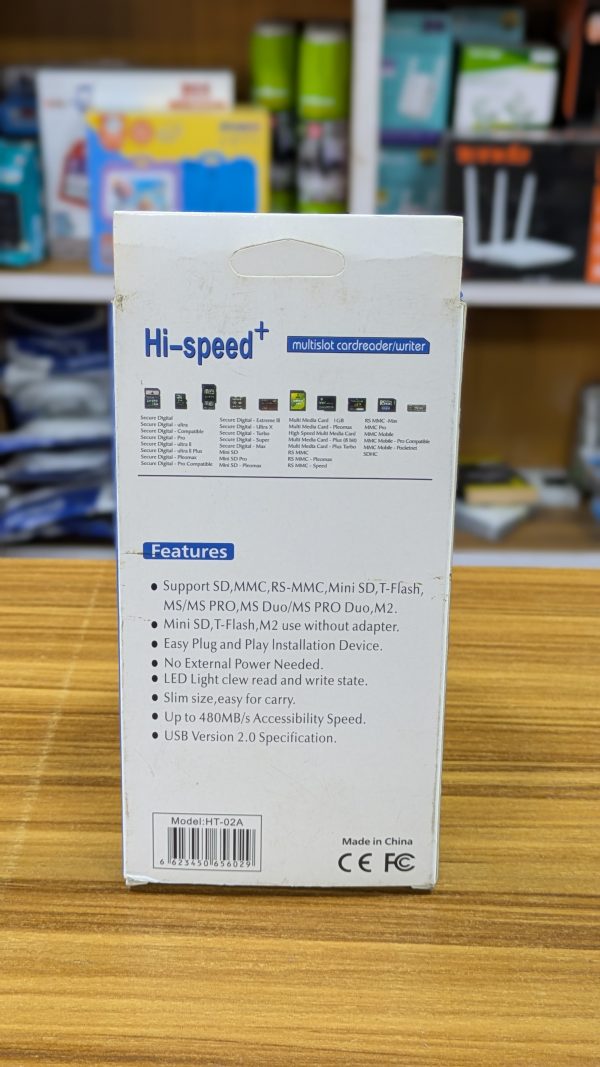 Hi-speed+
multislot cardreader/writer
Secure Digital
Secure Digital - ultra
Secure Digital - Compatible
Secure Digital - Pro
Secure Digital - ultra II
Secure Digital - ultra II Plus
Secure Digital - Pleomax
Secure Digital - Pro Compatible
Secure Digital - Extreme III
Secure Digital - Ultra X
Secure Digital - Turbo
Secure Digital - Super
Secure Digital - Max
Mini SD
Mini SD Pro
Mini SD - Pleomax
Multi Media Card 1GB
Multi Media Card - Pleomax
High Speed Multi Media Card
Multi Media Card - Plus (8 bit)
Multi Media Card - Plus Turbo
RS MMC
RS MMC - Pleomax
RS MMC - Speed
RS MMC -Max
MMC Pro
MMC Mobile
MMC Mobile - Pro Compatible
MMC Mobile - Pocketnet
SDHC
Features
• Support SD,MMC,RS-MMC,Mini SD,T-Flash,
MS/MS PRO,MS Duo/MS PRO Duo,M2.
• Mini SD,T-Flash,M2 use without adapter.
• Easy Plug and Play Installation Device.
• No External Power Needed.
• LED Light clew read and write state.
• Slim size,easy for carry.
• Up to 480MB/s Accessibility Speed.
• USB Version 2.0 Specification.
Model:HT-02A
6 623450 656029
Made in China
CE FC